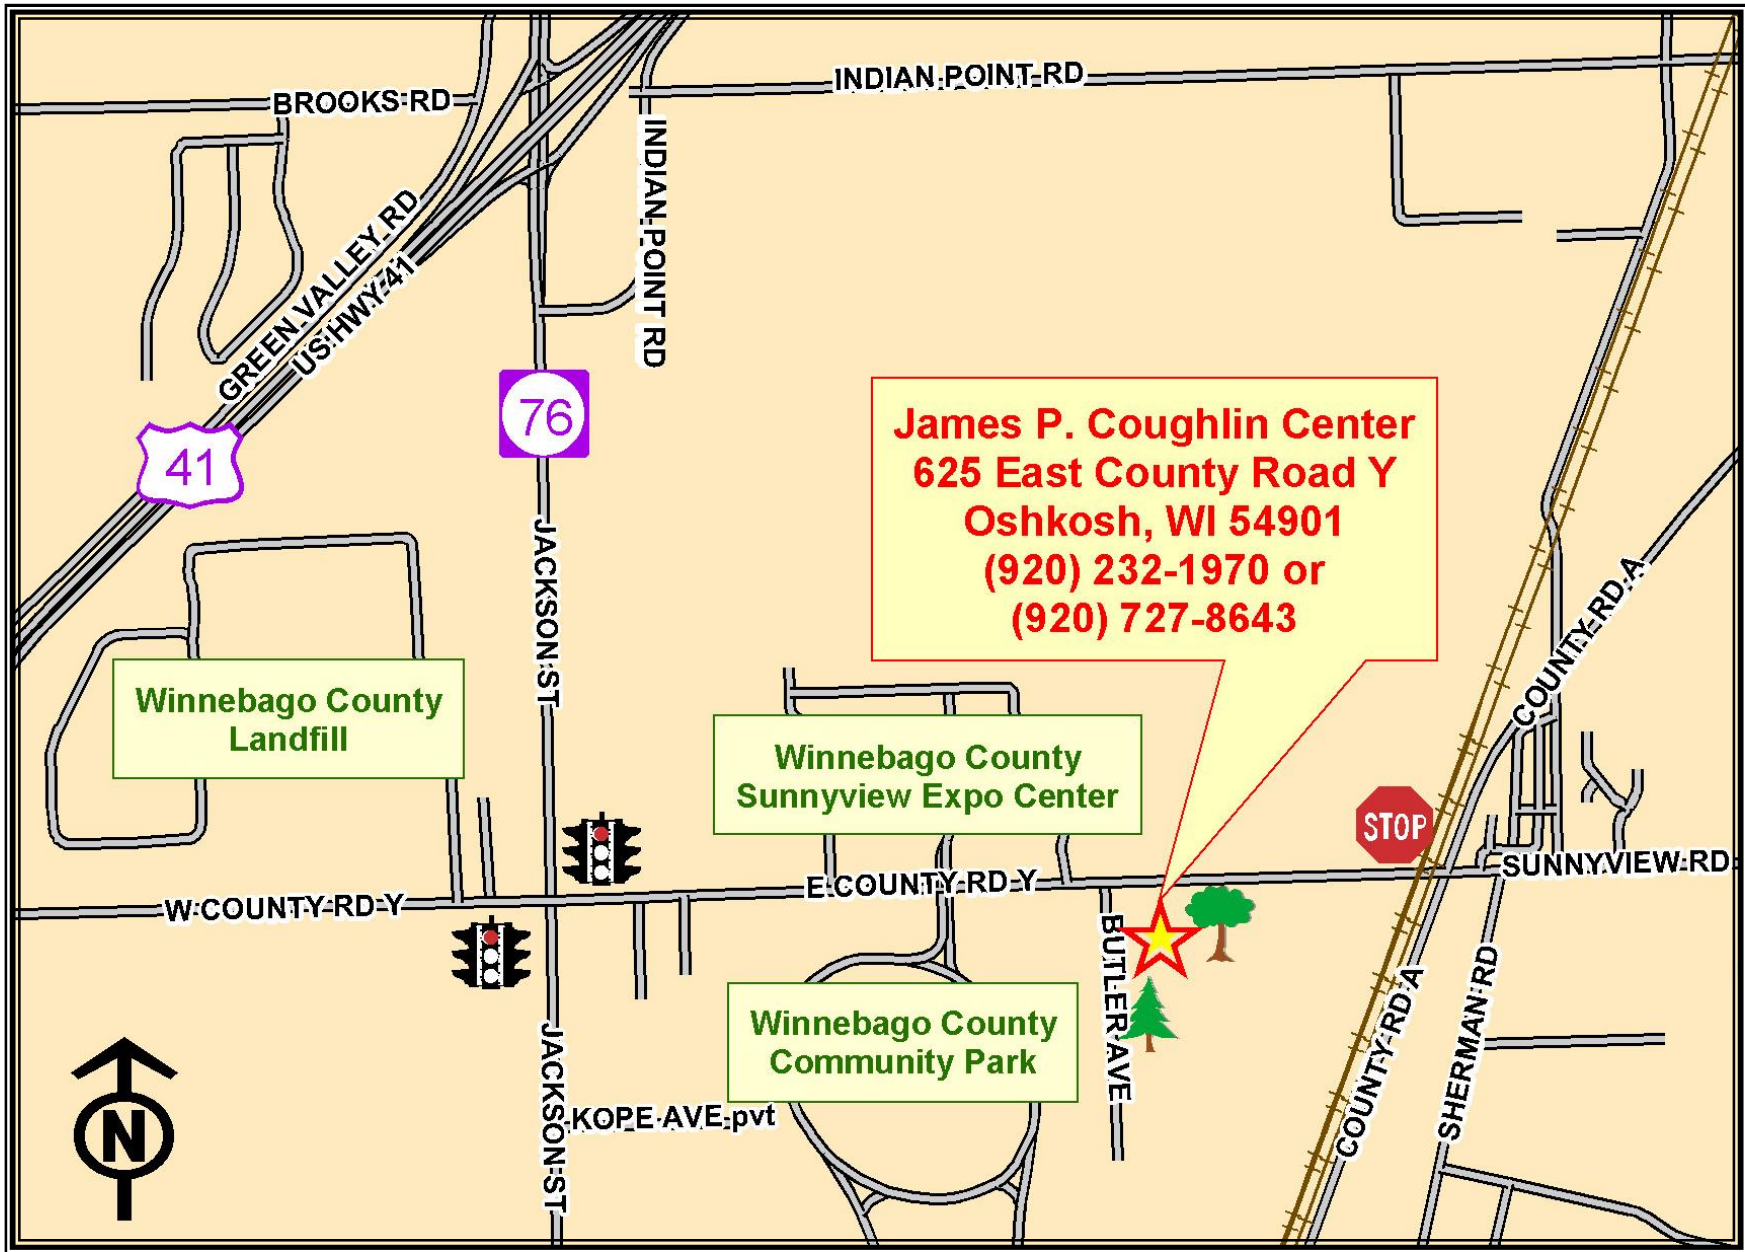 BROOKS RD
INDIAN POINT RD
INDIAN POINT RD
GREEN VALLEY RD
US HWY 41
41
76
James P. Coughlin Center
625 East County Road Y
Oshkosh, WI 54901
(920) 232-1970 or
(920) 727-8643
JACKSON ST
COUNTY RD A
Winnebago County
Landfill
Winnebago County
Sunnyview Expo Center
STOP
SUNNYVIEW RD
E COUNTY RD Y
W COUNTY RD Y
BUTLER AVE
Winnebago County
Community Park
COUNTY RD A
SHERMAN RD
JACKSON ST
KOPE AVE pvt
N